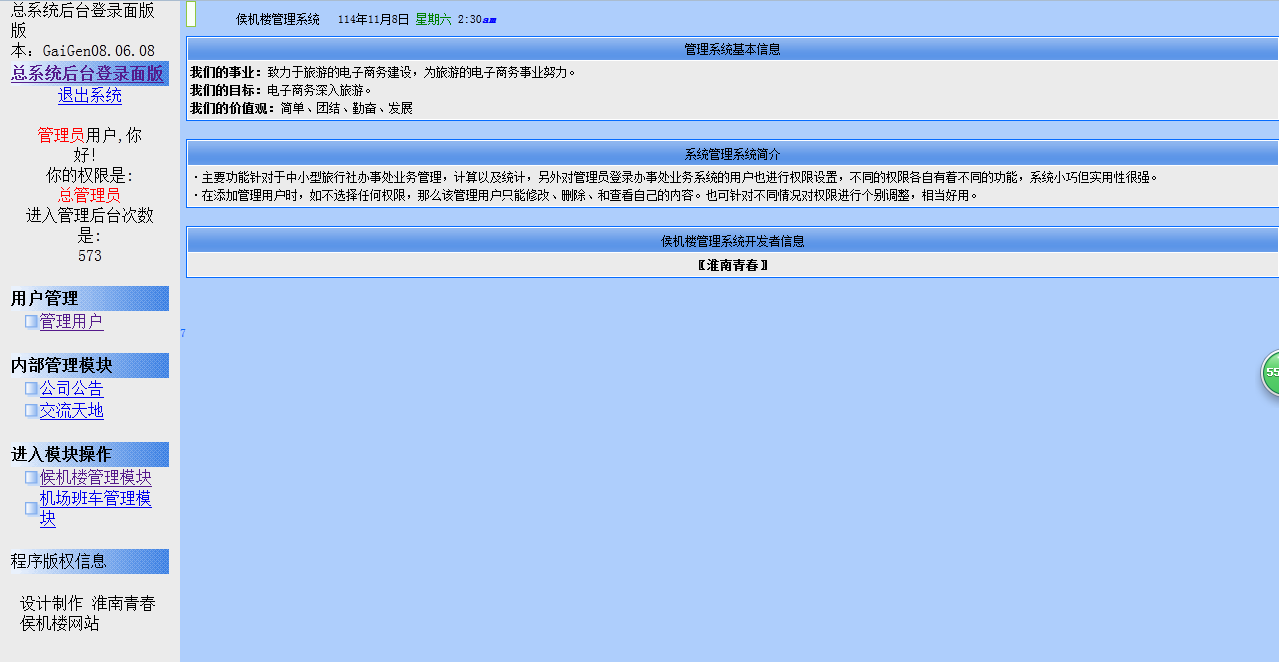 总系统后台登录面版
版
本: GaiGen08.06.08
总系统后台登录面版
退出系统
管理员用户,你
好!
你的权限是:
总管理员
进入管理后台次数
是:
573
用户管理
管理用户
内部管理模块
公司公告
交流天地
进入模块操作
候机楼管理模块
机场班车管理模
块
程序版权信息
设计制作 淮南青春
侯机楼网站
侯机楼管理系统 114年11月8日 星期六 2:30am
管理系统基本信息
我们的事业：致力于旅游的电子商务建设，为旅游的电子商务事业努力。
我们的目标：电子商务深入旅游。
我们的价值观：简单、团结、勤奋、发展
系统管理系统简介
·主要功能针对于中小型旅行社办事处业务管理，计算以及统计，另外对管理员登录办事处业务系统的用户也进行权限设置，不同的权限各自有着不同的功能，系统小巧但实用性很强。
·在添加管理用户时，如不选择任何权限，那么该管理用户只能修改、删除、和查看自己的内容。也可针对不同情况对权限进行个别调整，相当好用。
侯机楼管理系统开发者信息
〖淮南青春〗
7
55